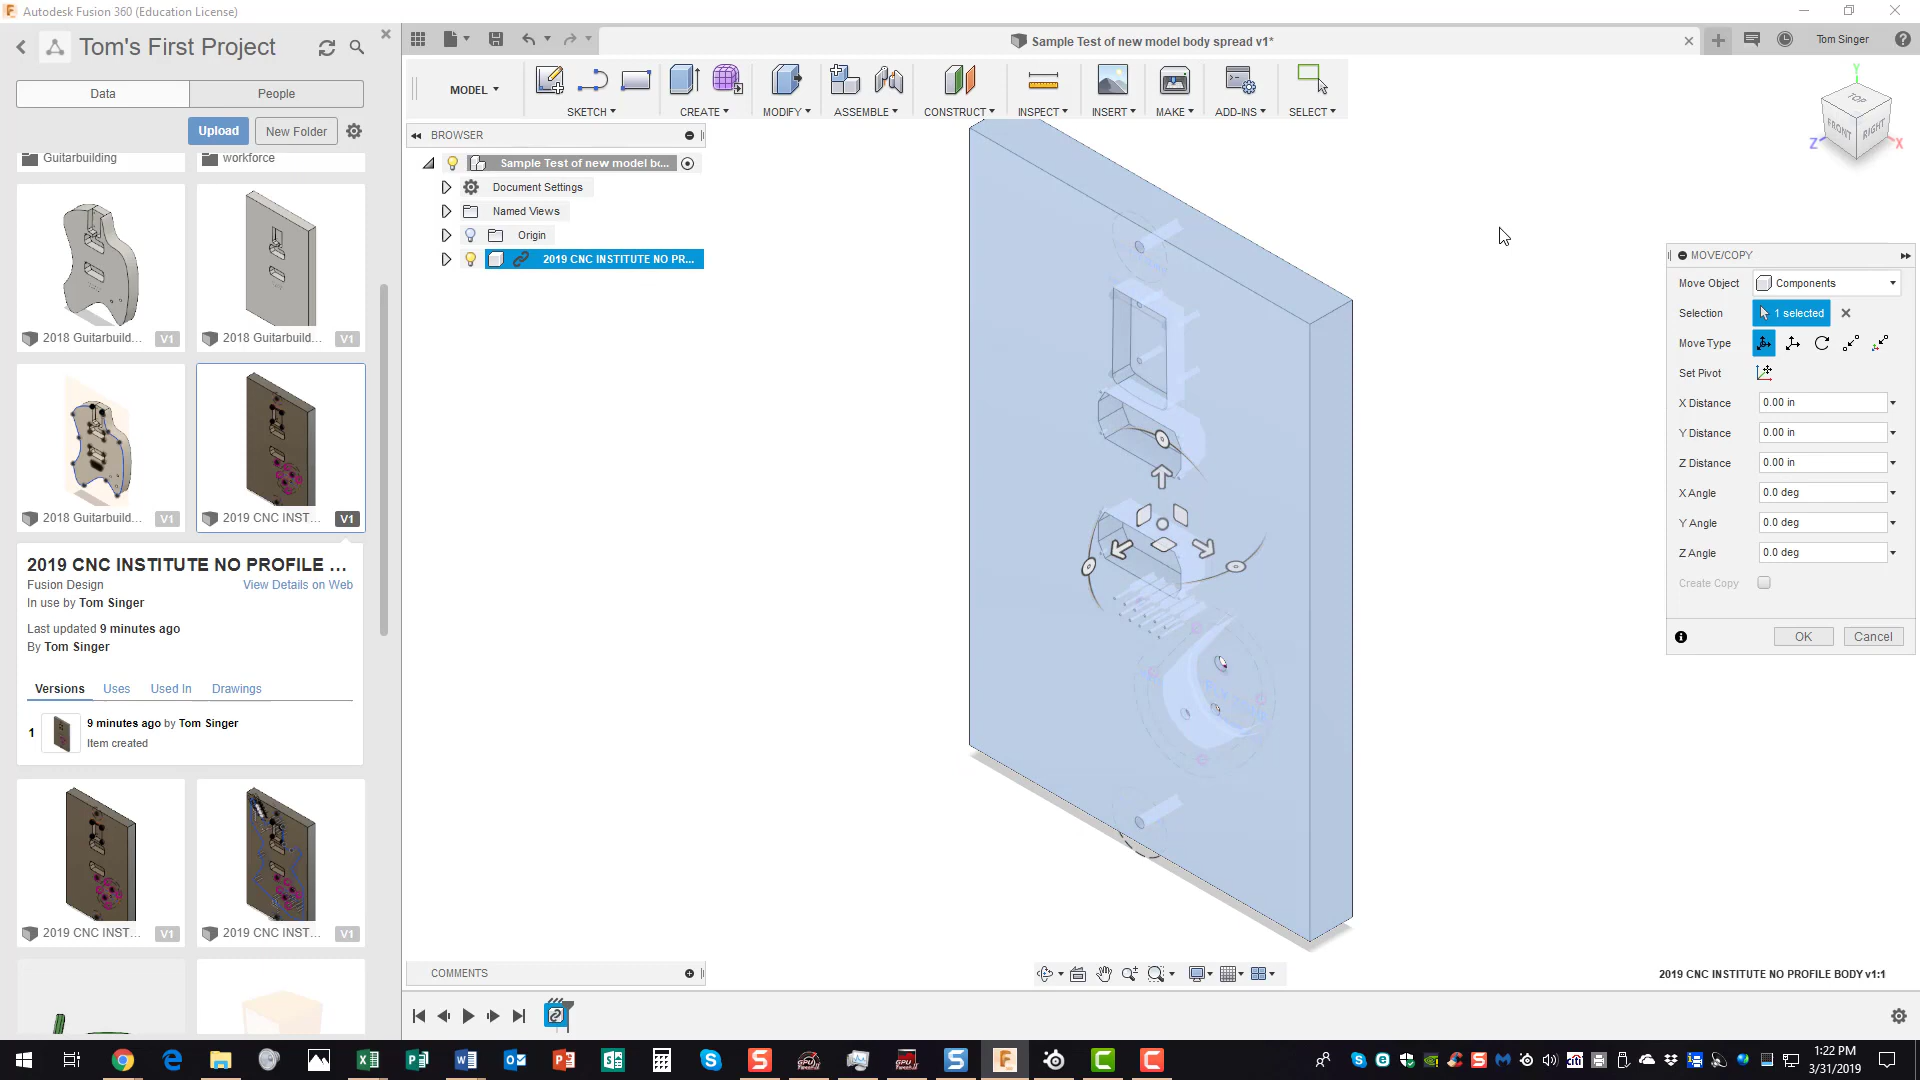 Autodesk Fusion 360 (Education License)
Tom's First Project
Sample Test of new model body spread v1*
Tom Singer
Data
People
Upload
New Folder
Guitarbuilding
workforce
2018 Guitarbuild...
V1
2018 Guitarbuild...
V1
2018 Guitarbuild...
V1
2019 CNC INST...
V1
2019 CNC INSTITUTE NO PROFILE ...
Fusion Design
View Details on Web
In use by Tom Singer
Last updated 9 minutes ago
By Tom Singer
Versions
Uses
Used In
Drawings
1
9 minutes ago by Tom Singer
Item created
2019 CNC INST...
V1
2019 CNC INST...
V1
MODEL
SKETCH
CREATE
MODIFY
ASSEMBLE
CONSTRUCT
INSPECT
INSERT
MAKE
ADD-INS
SELECT
BROWSER
Sample Test of new model bo...
Document Settings
Named Views
Origin
2019 CNC INSTITUTE NO PR...
TOP
FRONT
RIGHT
Y
Z
X
MOVE/COPY
Move Object
Components
Selection
1 selected
Move Type
Set Pivot
X Distance
0.00 in
Y Distance
0.00 in
Z Distance
0.00 in
X Angle
0.0 deg
Y Angle
0.0 deg
Z Angle
0.0 deg
Create Copy
OK
Cancel
COMMENTS
2019 CNC INSTITUTE NO PROFILE BODY v1:1
1:22 PM
3/31/2019